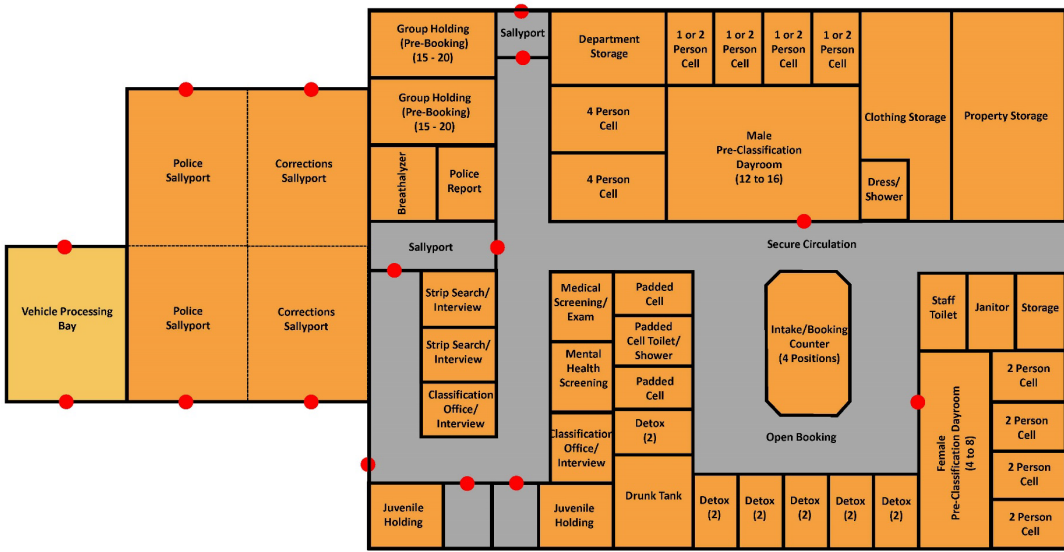 Group Holding
(Pre-Booking)
(15 - 20)
Sallyport
Department
Storage
1 or 2
Person
Cell
1 or 2
Person
Cell
1 or 2
Person
Cell
1 or 2
Person
Cell
Clothing Storage
Property Storage
Group Holding
(Pre-Booking)
(15 - 20)
4 Person
Cell
Male
Pre-Classification
Dayroom
(12 to 16)
Police
Sallyport
Corrections
Sallyport
Breathalyzer
Police
Report
4 Person
Cell
Dress/
Shower
Sallyport
Secure Circulation
Vehicle Processing
Bay
Police
Sallyport
Corrections
Sallyport
Strip Search/
Interview
Medical
Screening/
Exam
Padded
Cell
Intake/Booking
Counter
(4 Positions)
Staff
Toilet
Janitor
Storage
Strip Search/
Interview
Mental
Health
Screening
Padded
Cell Toilet/
Shower
Padded
Cell
2 Person
Cell
Classification
Office/
Interview
Classification
Office/
Interview
Detox
(2)
Open Booking
Female
Pre-Classification Dayroom
(4 to 8)
2 Person
Cell
2 Person
Cell
Juvenile
Holding
Juvenile
Holding
Drunk Tank
Detox
(2)
Detox
(2)
Detox
(2)
Detox
(2)
Detox
(2)
2 Person
Cell